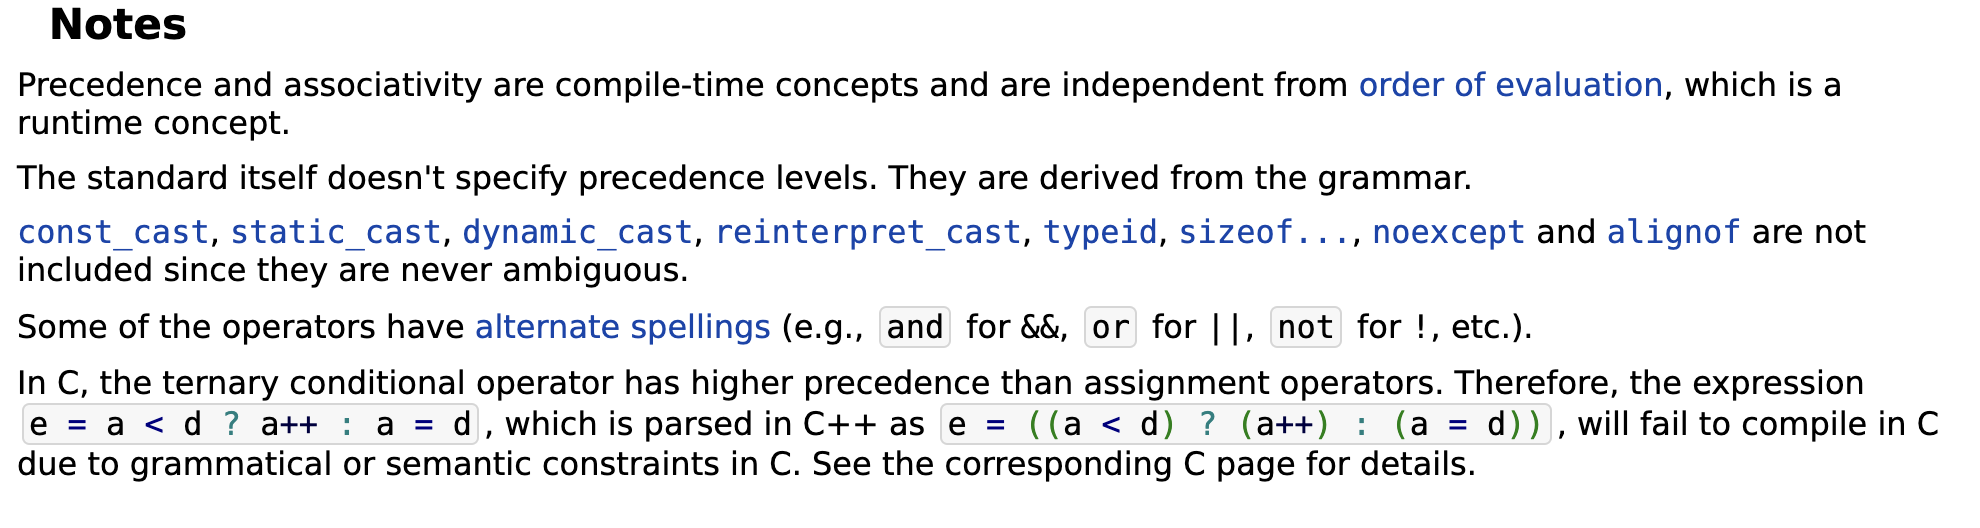 Notes
Precedence and associativity are compile-time concepts and are independent from order of evaluation, which is a
runtime concept.
The standard itself doesn't specify precedence levels. They are derived from the grammar.
const_cast, static_cast, dynamic_cast, reinterpret_cast, typeid, sizeof..., noexcept and alignof are not
included since they are never ambiguous.
Some of the operators have alternate spellings (e.g., and for &&, or for ||, not for !, etc.).
In C, the ternary conditional operator has higher precedence than assignment operators. Therefore, the expression
e = a < d ? a++ : a = d, which is parsed in C++ as e = ((a < d) ? (a++) : (a = d)), will fail to compile in C
due to grammatical or semantic constraints in C. See the corresponding C page for details.